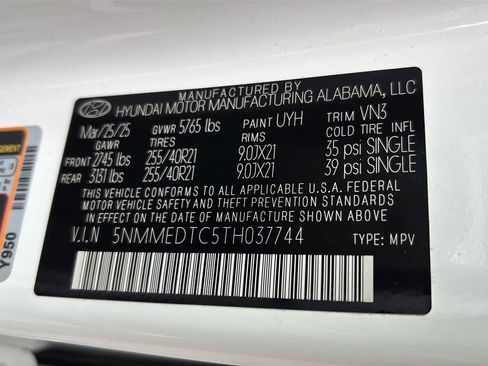 MANUFACTURED BY
HYUNDAI MOTOR MANUFACTURING ALABAMA, LLC
Mar/25/25 GVWR 5765 lbs PAINT UYH TRIM VN3
GAWR TIRES RIMS COLD TIRE INFL
FRONT 2745 lbs 255/40R21 9.0JX21 35 psi SINGLE
REAR 3131 lbs 255/40R21 9.0JX21 39 psi SINGLE
THIS VEHICLE CONFORMS TO ALL APPLICABLE U.S.A. FEDERAL
MOTOR VEHICLE SAFETY AND THEFT PREVENTION STANDARDS
IN EFFECT ON THE DATE OF MANUFACTURE SHOWN ABOVE.
V.I.N 5NMMEDTC5TH037744 TYPE: MPV
Y950